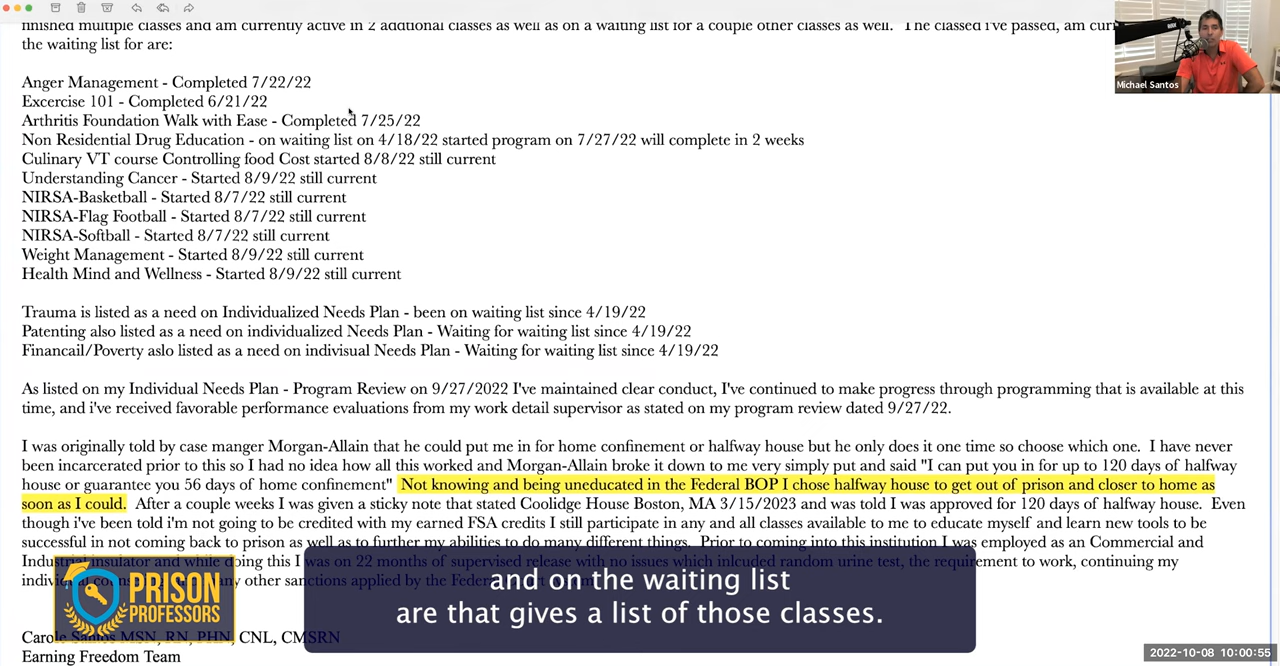 finished multiple classes and am currently active in 2 addtional classes as well as on a waiting list for a couple other classes as well. The classed i've passed, am curr
the waiting list for are:
Michael Santos
Anger Management - Completed 7/22/22
Excercise 101 - Completed 6/21/22
Arthritis Foundation Walk with Ease - Completed 7/25/22
Non Residential Drug Education - on waiting list on 4/18/22 started program on 7/27/22 will complete in 2 weeks
Culinary VT course Controlling food Cost started 8/8/22 still current
Understanding Cancer - Started 8/9/22 still current
NIRSA-Basketball - Started 8/7/22 still current
NIRSA-Flag Football - Started 8/7/22 still current
NIRSA-Softball - Started 8/7/22 still current
Weight Management - Started 8/9/22 still current
Health Mind and Wellness - Started 8/9/22 still current
Trauma is listed as a need on Individualized Needs Plan - been on waiting list since 4/19/22
Patenting also listed as a need on individualized Needs Plan - Waiting for waiting list since 4/19/22
Financail/Poverty aslo listed as a need on indivisual Needs Plan - Waiting for waiting list since 4/19/22
As listed on my Individual Needs Plan - Program Review on 9/27/2022 I've maintained clear conduct, I've continued to make progress through programming that is available at this
time, and i've received favorable performance evaluations from my work detail supervisor as stated on my program review dated 9/27/22.
I was originally told by case manger Morgan-Allain that he could put me in for home confinement or halfway house but he only does it one time so choose which one. I have never
been incarcerated prior to this so I had no idea how all this worked and Morgan-Allain broke it down to me very simply put and said "I can put you in for up to 120 days of halfway
house or guarantee you 56 days of home confinement" Not knowing and being uneducated in the Federal BOP I chose halfway house to get out of prison and closer to home as
soon as I could. After a couple weeks I was given a sticky note that stated Coolidge House Boston, MA 3/15/2023 and was told I was approved for 120 days of halfway house. Even
though i've been told i'm not going to be credited with my earned FSA credits I still participate in any and all classes available to me to educate myself and learn new tools to be
successful in not coming back to prison as well as to further my abilities to do many different things. Prior to coming into this institution I was employed as an Commercial and
Industrial insulator and while doing this I was on 22 months of supervised release with no issues which inlcuded random urine test, the requirement to work, continuing my
individual any other sanctions applied by the Federal
PRISON
PROFESSORS
and on the waiting list
are that gives a list of those classes.
Carole Santos MSN, RN, PHN, CNL, CMSRN
Earning Freedom Team
2022-10-08 10:00:55